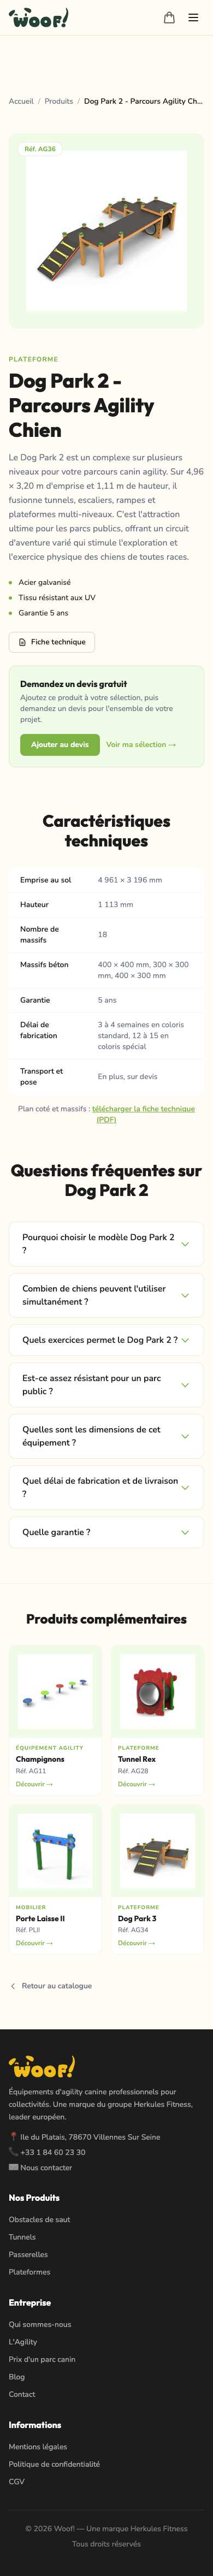 woof!
Accueil / Produits / Dog Park 2 - Parcours Agility Ch...
Réf. AG36
PLATEFORME
Dog Park 2 -
Parcours Agility
Chien
Le Dog Park 2 est un complexe sur plusieurs
niveaux pour votre parcours canin agility. Sur 4,96
× 3,20 m d'emprise et 1,11 m de hauteur, il
fusionne tunnels, escaliers, rampes et
plateformes multi-niveaux. C'est l'attraction
ultime pour les parcs publics, offrant un circuit
d'aventure varié qui stimule l'exploration et
l'exercice physique des chiens de toutes races.
Acier galvanisé
Tissu résistant aux UV
Garantie 5 ans
Fiche technique
Demandez un devis gratuit
Ajoutez ce produit à votre sélection, puis
demandez un devis pour l'ensemble de votre
projet.
Ajouter au devis Voir ma sélection →
Caractéristiques
techniques
Emprise au sol 4 961 × 3 196 mm
Hauteur 1 113 mm
Nombre de
massifs 18
Massifs béton 400 × 400 mm, 300 × 300
mm, 400 × 300 mm
Garantie 5 ans
Délai de
fabrication 3 à 4 semaines en coloris
standard, 12 à 15 en
coloris spécial
Transport et
pose En plus, sur devis
Plan coté et massifs : télécharger la fiche technique
(PDF)
Questions fréquentes sur
Dog Park 2
Pourquoi choisir le modèle Dog Park 2
?
Combien de chiens peuvent l'utiliser
simultanément ?
Quels exercices permet le Dog Park 2 ?
Est-ce assez résistant pour un parc
public ?
Quelles sont les dimensions de cet
équipement ?
Quel délai de fabrication et de livraison
?
Quelle garantie ?
Produits complémentaires
ÉQUIPEMENT AGILITY
Champignons
Réf. AG11
Découvrir →
PLATEFORME
Tunnel Rex
Réf. AG28
Découvrir →
MOBILIER
Porte Laisse II
Réf. PLII
Découvrir →
PLATEFORME
Dog Park 3
Réf. AG34
Découvrir →
Retour au catalogue
woof!
Équipements d'agility canine professionnels pour
collectivités. Une marque du groupe Herkules Fitness,
leader européen.
Ile du Platais, 78670 Villennes Sur Seine
+33 1 84 60 23 30
Nous contacter
Nos Produits
Obstacles de saut
Tunnels
Passerelles
Plateformes
Entreprise
Qui sommes-nous
L'Agility
Prix d'un parc canin
Blog
Contact
Informations
Mentions légales
Politique de confidentialité
CGV
© 2026 Woof! — Une marque Herkules Fitness
Tous droits réservés